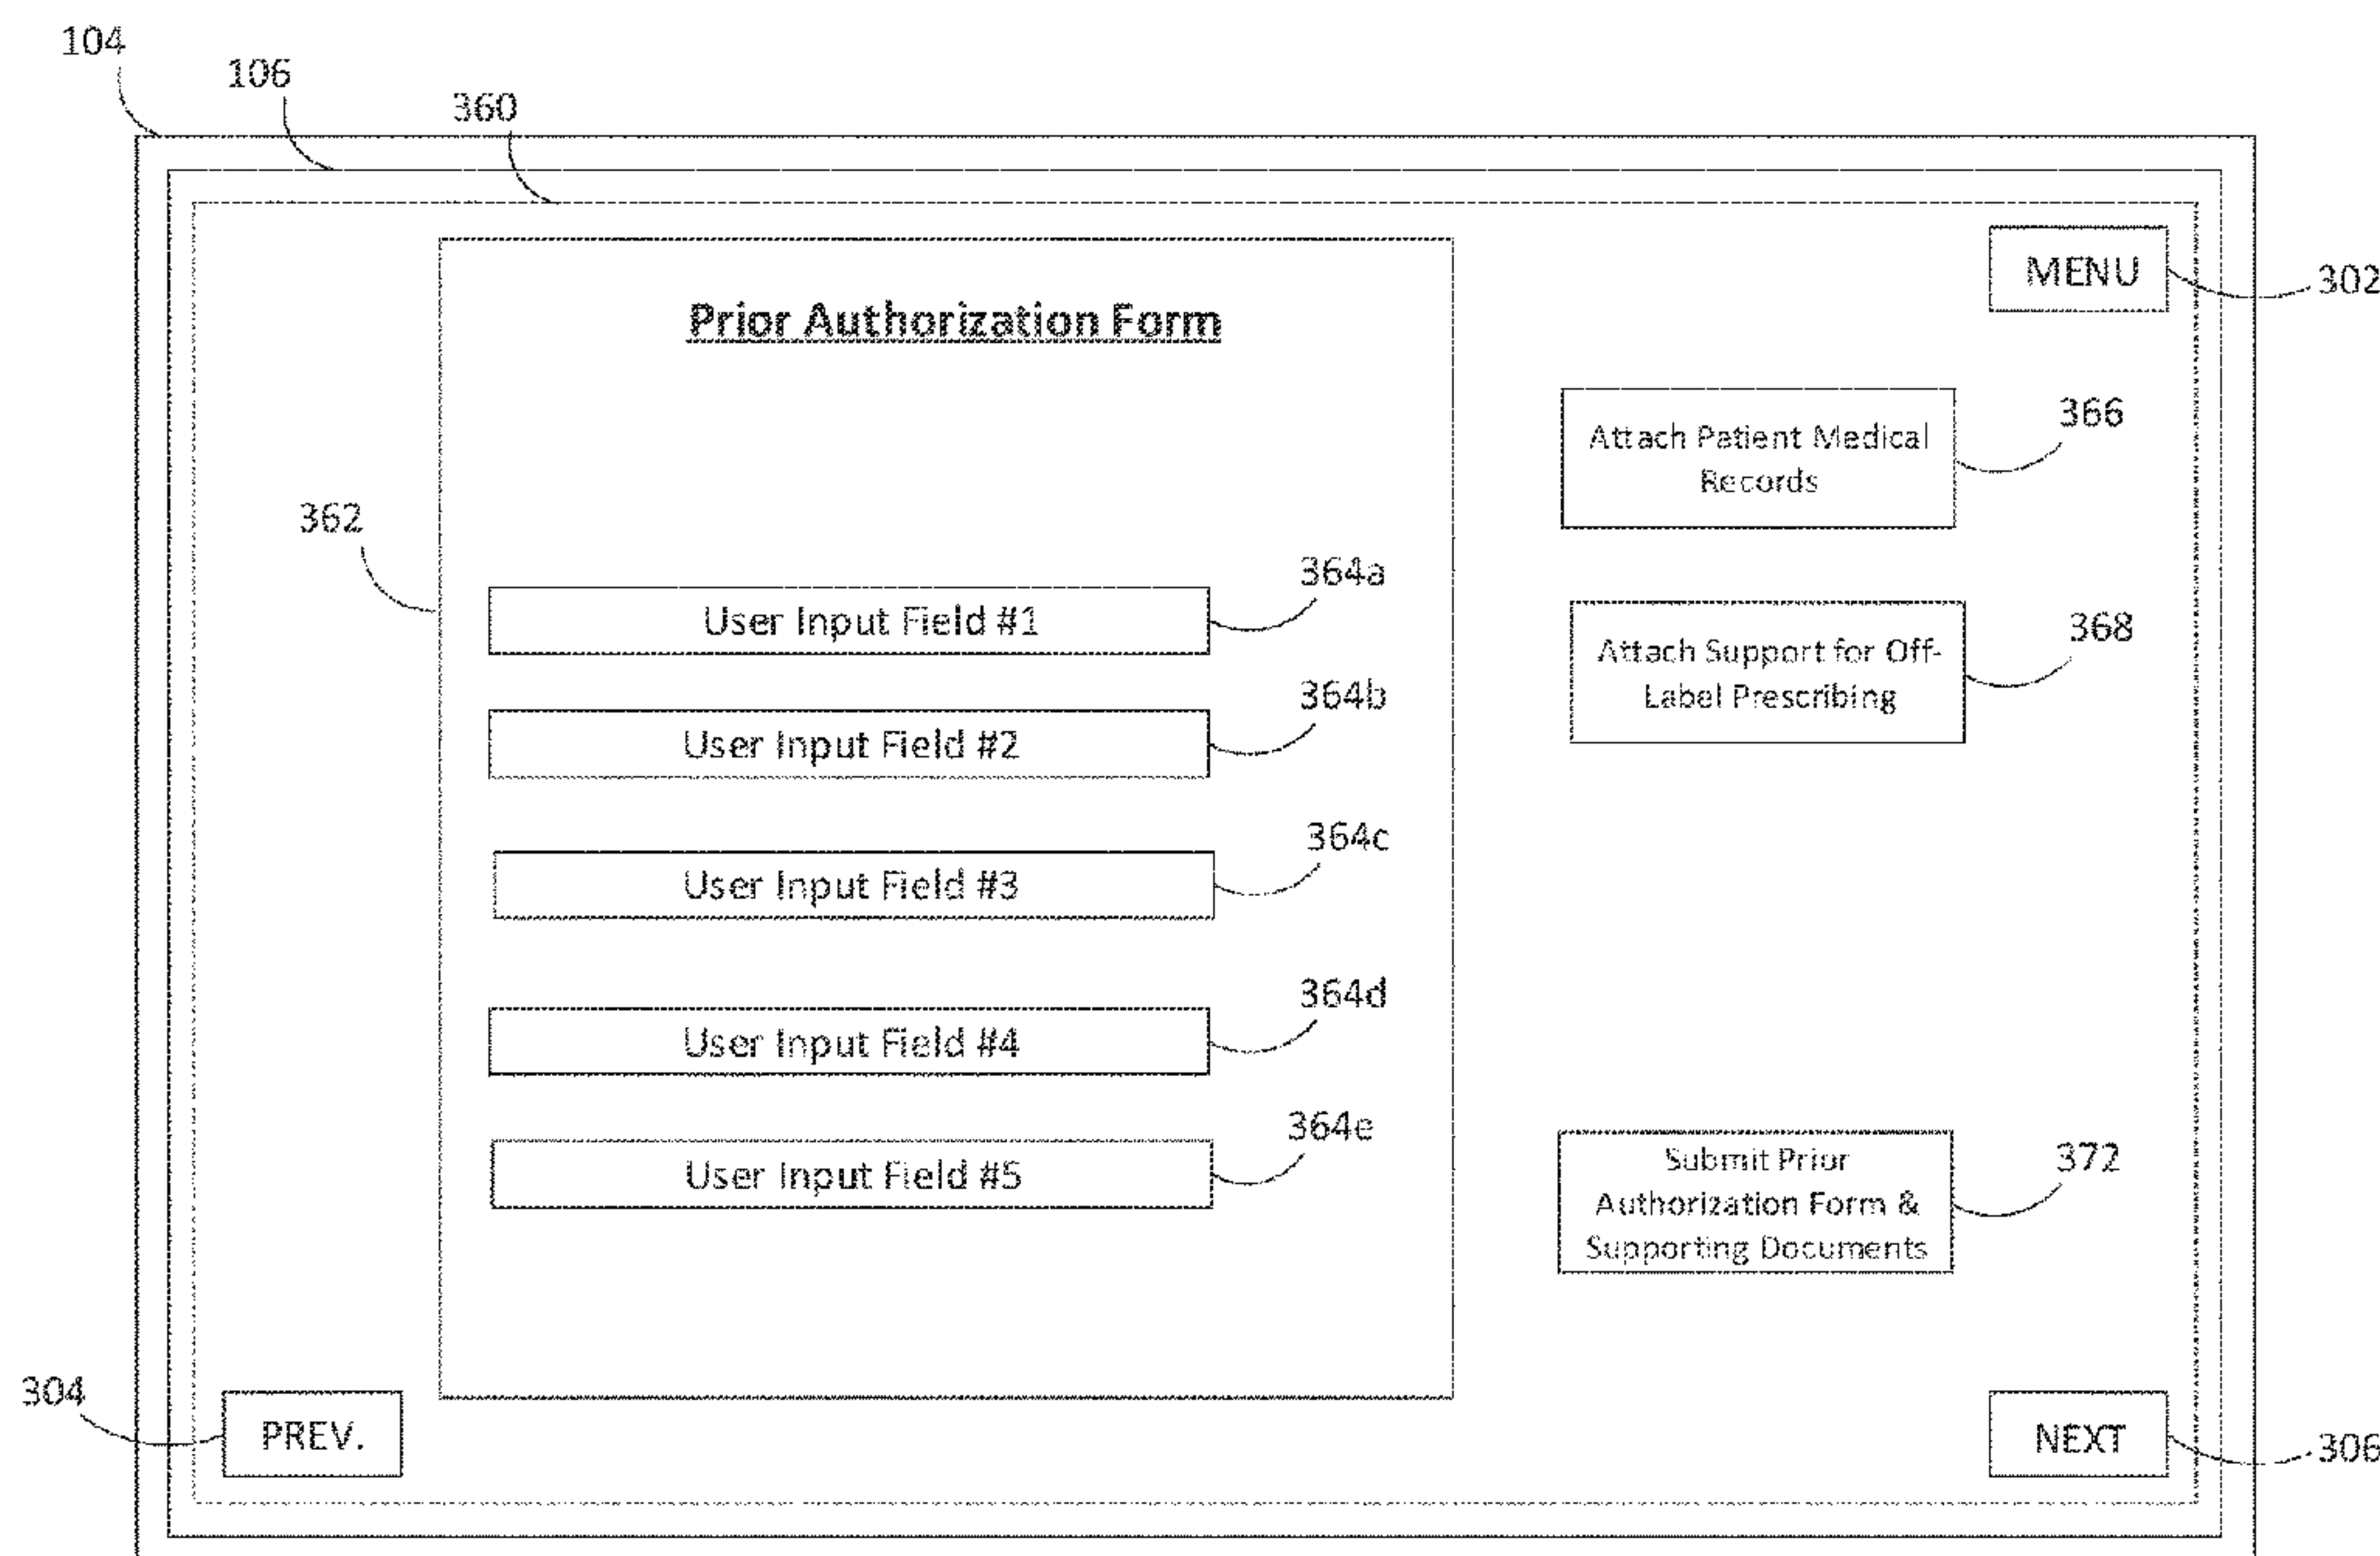 104
106
360
MENU
302
Prior Authorization Form
Attach Patient Medical
Records
366
362
364a
User Input Field #1
Attach Support for Off-
Label Prescribing
368
364b
User Input Field #2
364c
User Input Field #3
364d
User Input Field #4
364e
User Input Field #5
Submit Prior
Authorization Form &
Supporting Documents
372
304
PREV.
NEXT
306